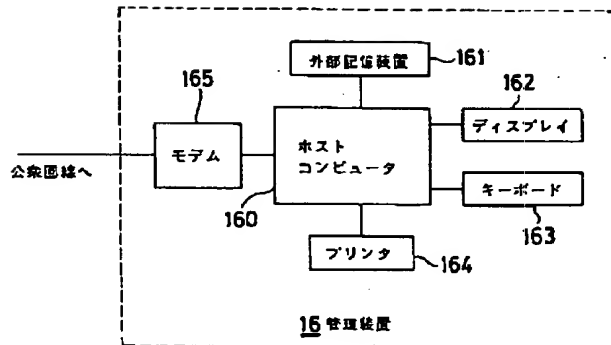 外部記憶装置
161
165
162
ディスプレイ
モデム
ホスト
コンピュータ
公衆回線へ
キーボード
160
163
プリンタ
164
16 管理装置